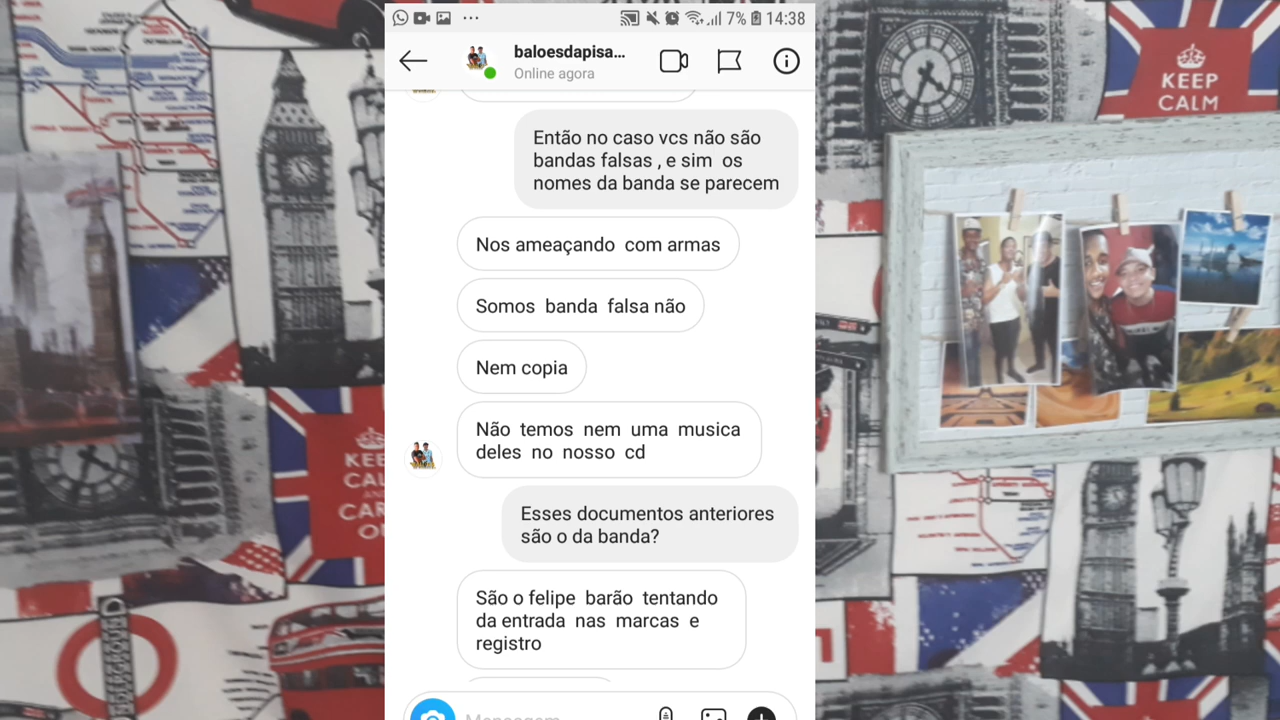 7% 14:38
baloesdapisa...
Online agora
Então no caso vcs não são
bandas falsas , e sim os
nomes da banda se parecem
Nos ameaçando com armas
Somos banda falsa não
Nem copia
Não temos nem uma musica
deles no nosso cd
Esses documentos anteriores
são o da banda?
São o felipe barão tentando
da entrada nas marcas e
registro
Mensagem
KEEP
CALM
UNDERGROUND